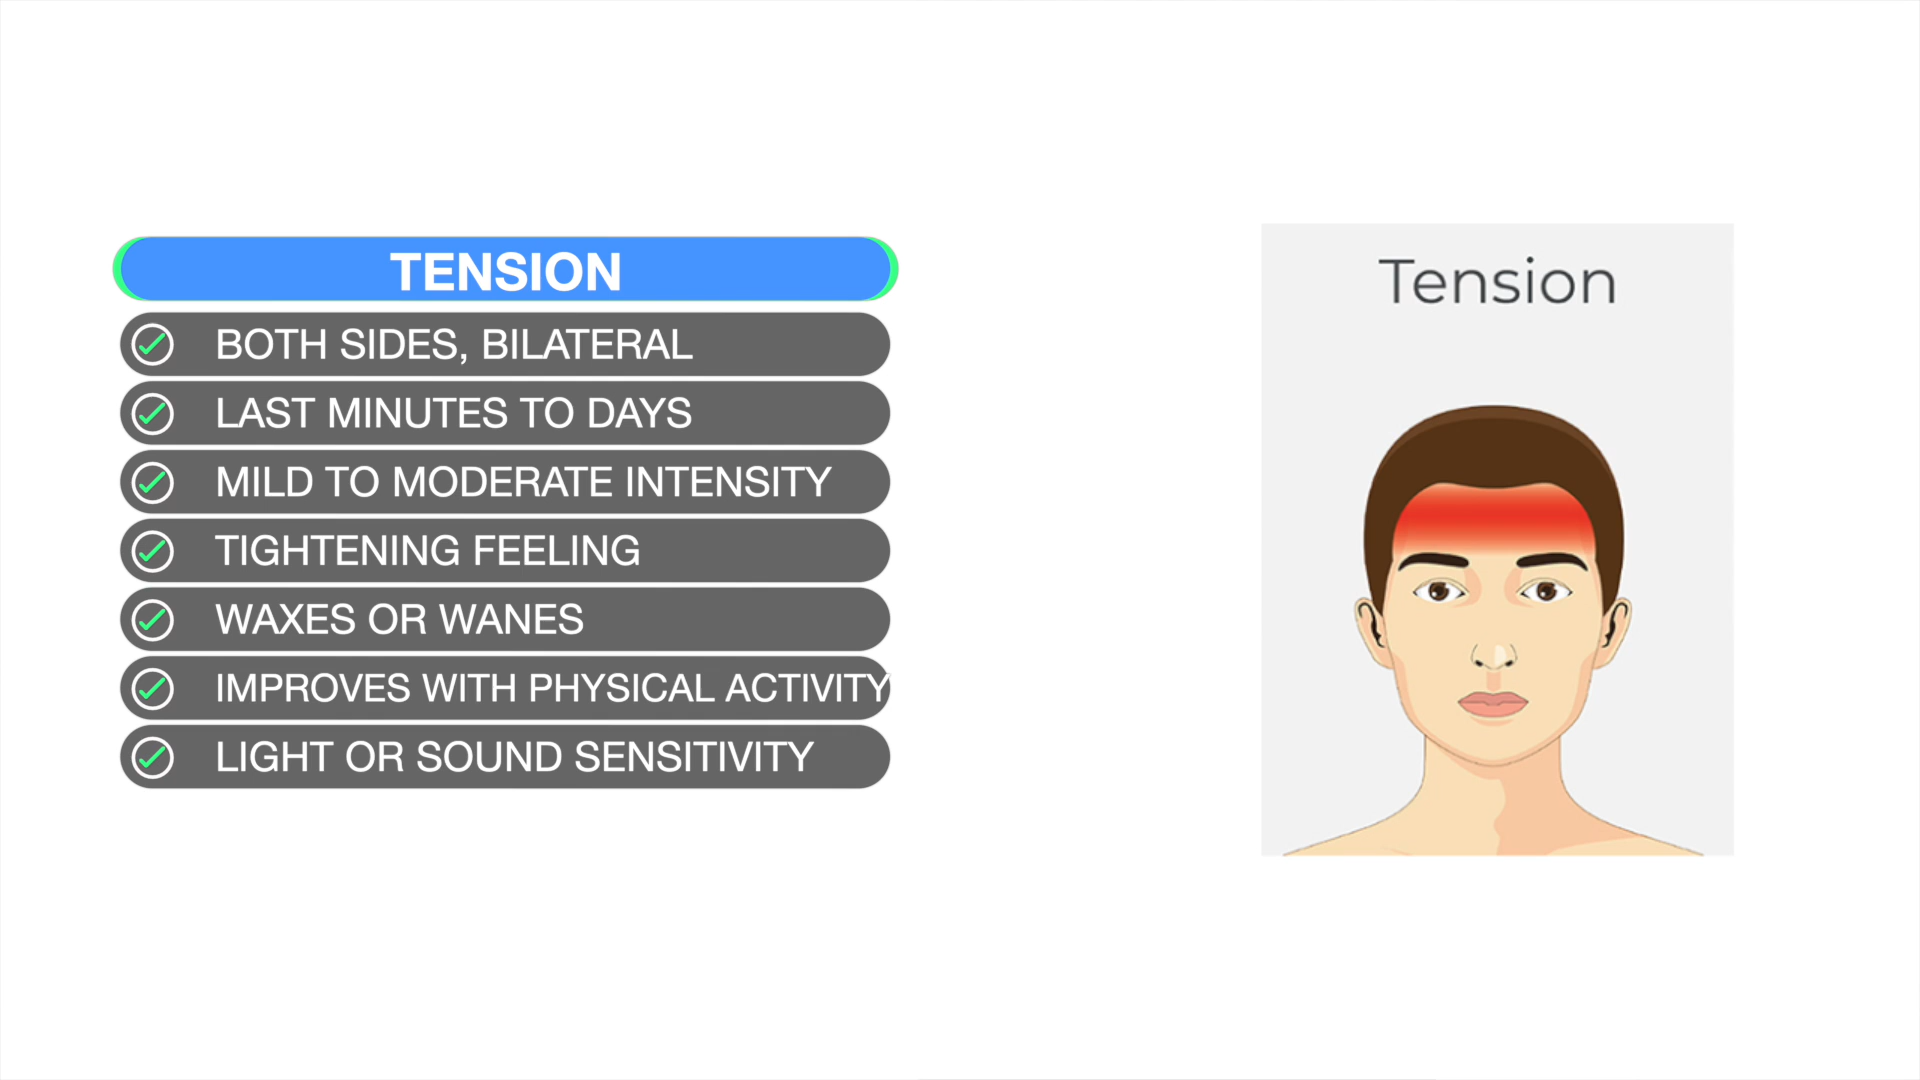 TENSION
BOTH SIDES, BILATERAL
LAST MINUTES TO DAYS
MILD TO MODERATE INTENSITY
TIGHTENING FEELING
WAXES OR WANES
IMPROVES WITH PHYSICAL ACTIVITY
LIGHT OR SOUND SENSITIVITY
Tension